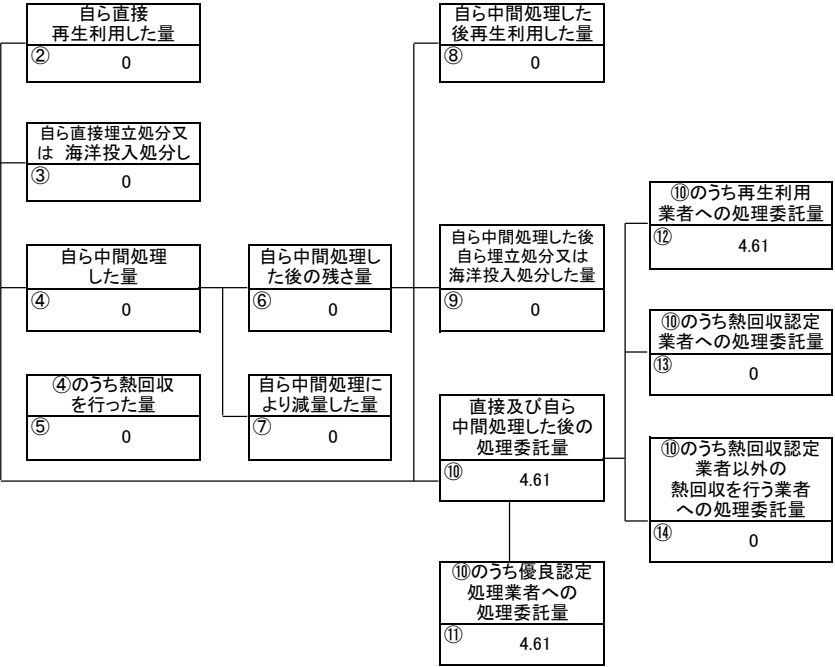 自ら直接
再生利用した量
②
0
自ら直接埋立処分又
は 海洋投入処分し
③
0
自ら中間処理
した量
④
0
④のうち熱回収
を行った量
⑤
0
自ら中間処理し
た後の残さ量
⑥
0
自ら中間処理に
より減量した量
⑦
0
自ら中間処理した
後再生利用した量
⑧
0
自ら中間処理した後
自ら埋立処分又は
海洋投入処分した量
⑨
0
直接及び自ら
中間処理した後の
処理委託量
⑩
4.61
⑩のうち優良認定
処理業者への
処理委託量
⑪
4.61
⑩のうち再生利用
業者への処理委託量
⑫
4.61
⑩のうち熱回収認定
業者への処理委託量
⑬
0
⑩のうち熱回収認定
業者以外の
熱回収を行う業者
への処理委託量
⑭
0